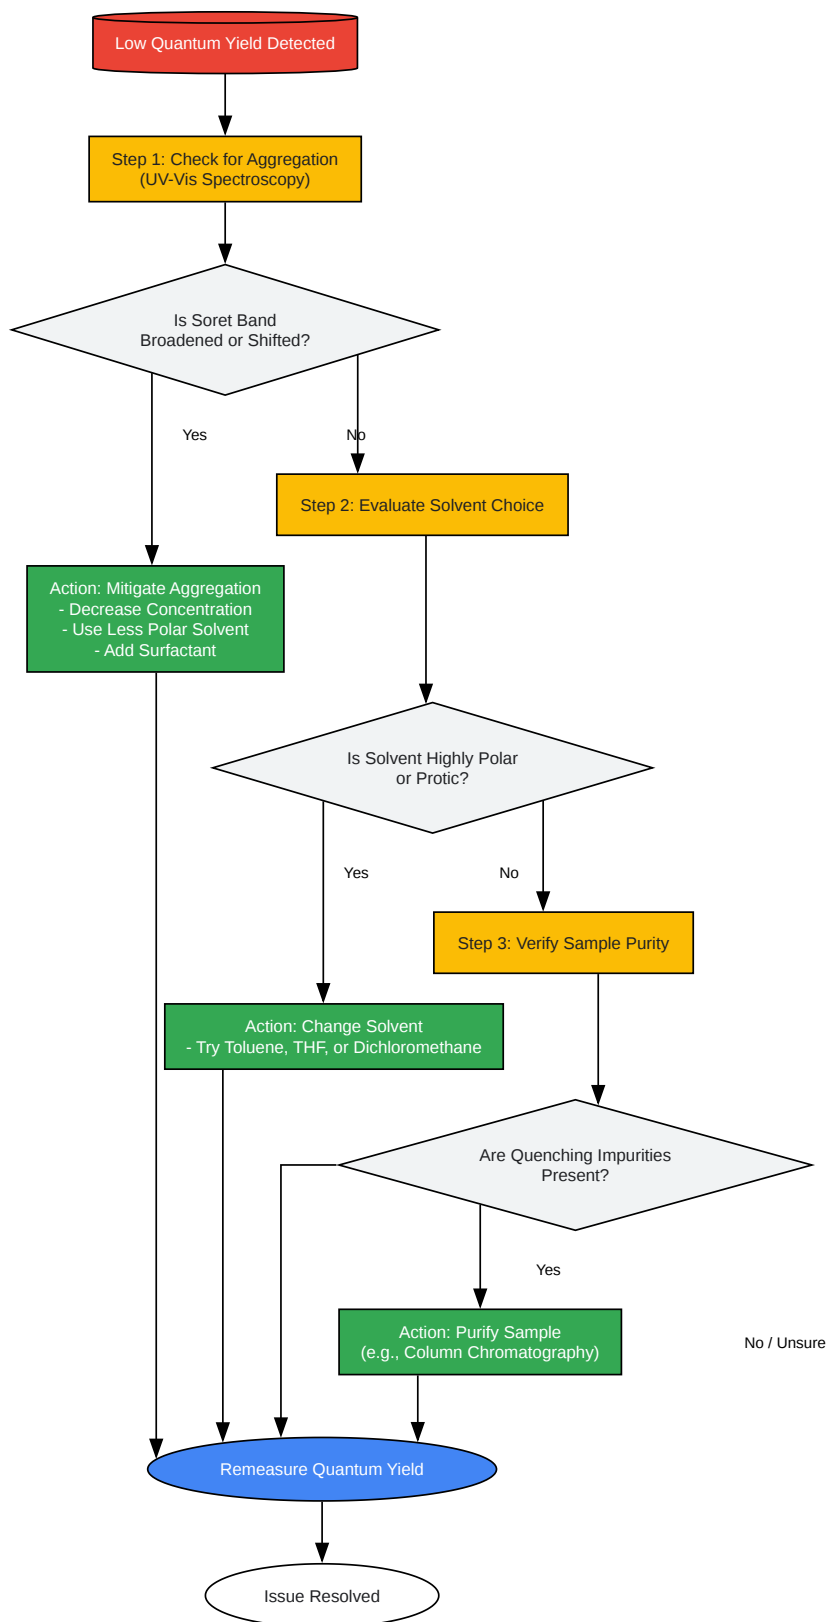 Low Quantum Yield Detected
Step 1: Check for Aggregation
(UV-Vis Spectroscopy)
Is Soret Band
Broadened or Shifted?
Yes
No
Step 2: Evaluate Solvent Choice
Action: Mitigate Aggregation
- Decrease Concentration
- Use Less Polar Solvent
- Add Surfactant
Is Solvent Highly Polar
or Protic?
Yes
No
Step 3: Verify Sample Purity
Action: Change Solvent
- Try Toluene, THF, or Dichloromethane
Are Quenching Impurities
Present?
Yes
Action: Purify Sample
(e.g., Column Chromatography)
No / Unsure
Remeasure Quantum Yield
Issue Resolved